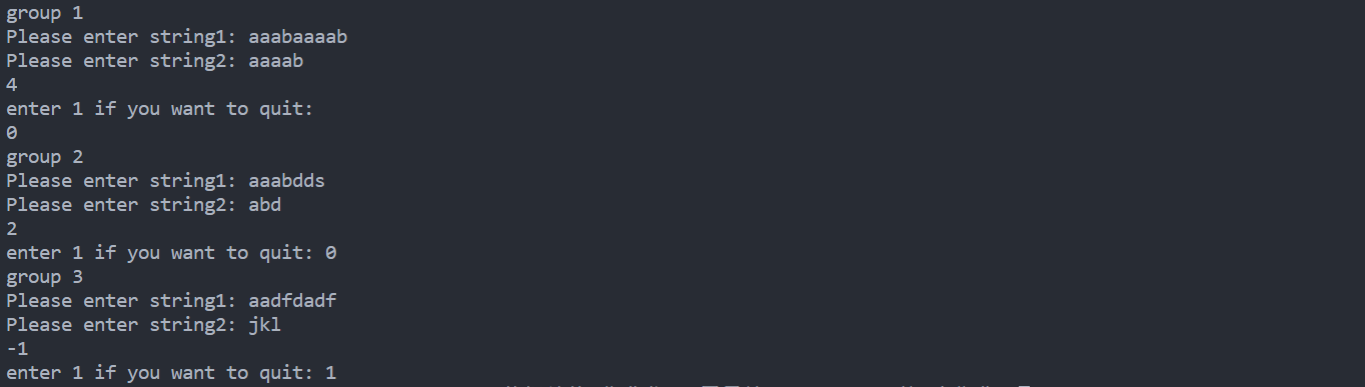 group 1
Please enter string1: aaabaaaab
Please enter string2: aaaab
4
enter 1 if you want to quit:
0
group 2
Please enter string1: aaabdds
Please enter string2: abd
2
enter 1 if you want to quit: 0
group 3
Please enter string1: aadfdadf
Please enter string2: jkl
-1
enter 1 if you want to quit: 1